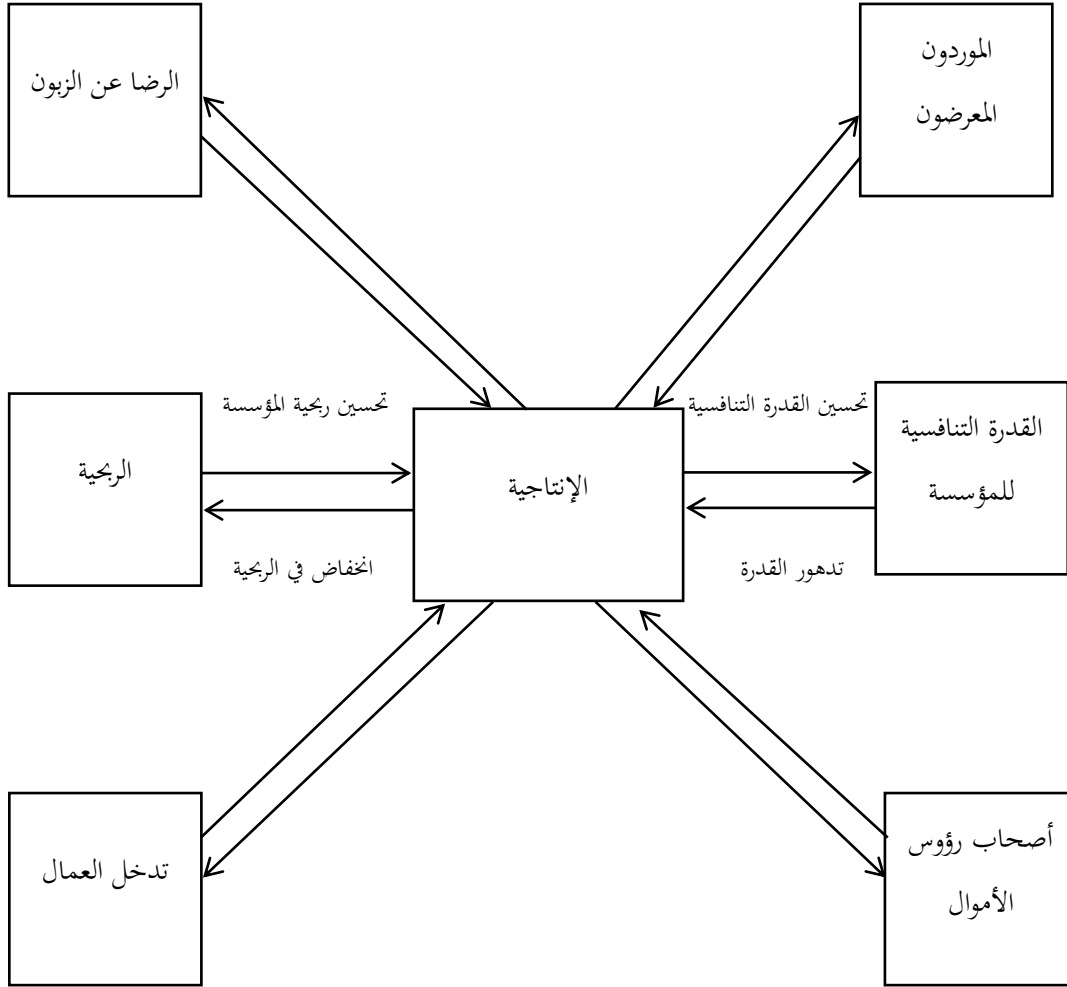 الموردون
المعرضون
الرضا عن الزبون
تحسين القدرة التنافسية
تحسين ربحية المؤسسة
القدرة التنافسية
للمؤسسة
الإنتاجية
الربحية
تدهور القدرة
انخفاض في الربحية
أصحاب رؤوس
الأموال
تدخل العمال